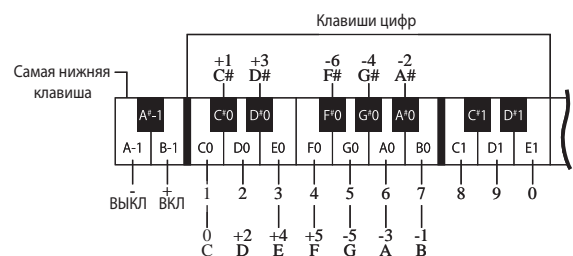 Клавиши цифр
+1 +3 -6 -4 -2
C# D# F# G# A#
Самая нижняя
клавиша
A#-1 C#0 D#0 F#0 G#0 A#0 C#1 D#1
A-1 B-1 C0 D0 E0 F0 G0 A0 B0 C1 D1 E1
- + 1 2 3 4 5 6 7 8 9 0
ВЫКЛ ВКЛ
0 +2 +4 +5 -5 -3 -1
C D E F G A B